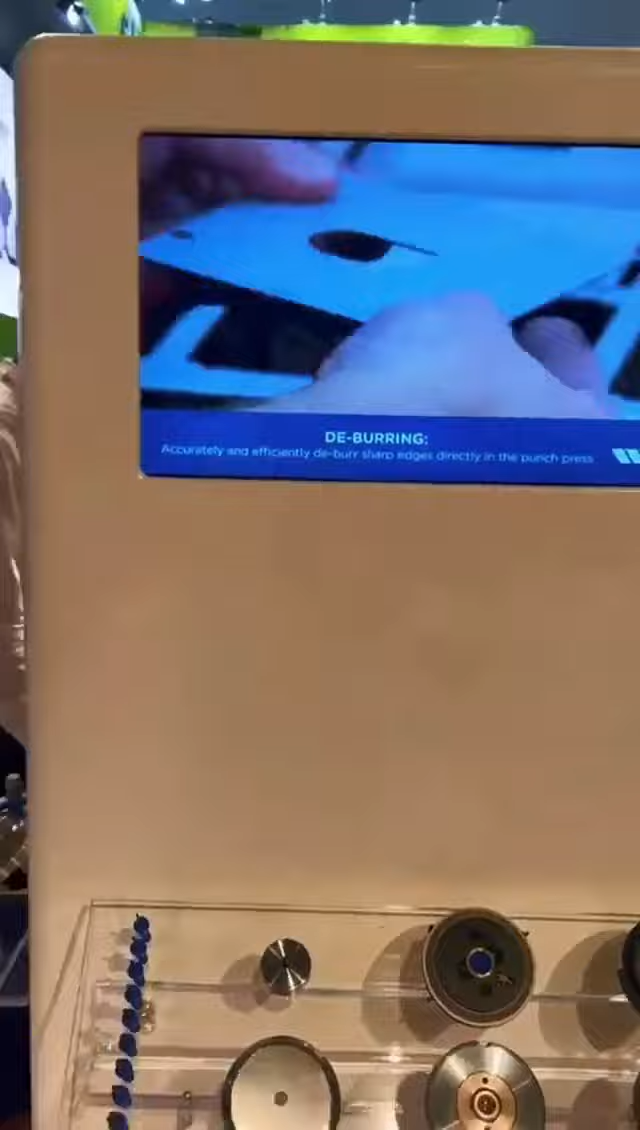 DE-BURRING:
Accurately and efficiently de-burr sharp edges directly in the punch press